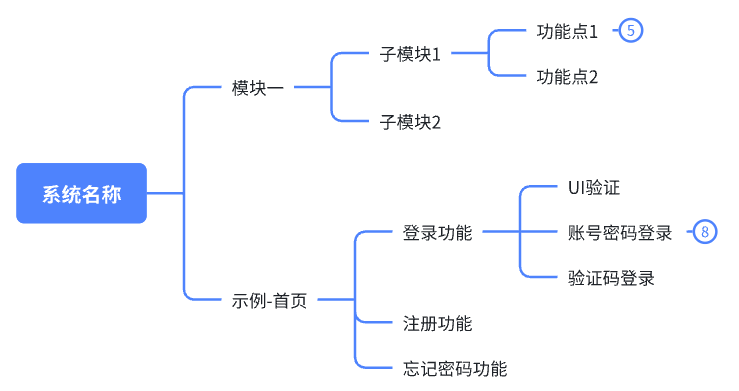 系统名称
模块一
子模块1
功能点1
5
功能点2
子模块2
示例-首页
登录功能
UI验证
账号密码登录
8
验证码登录
注册功能
忘记密码功能